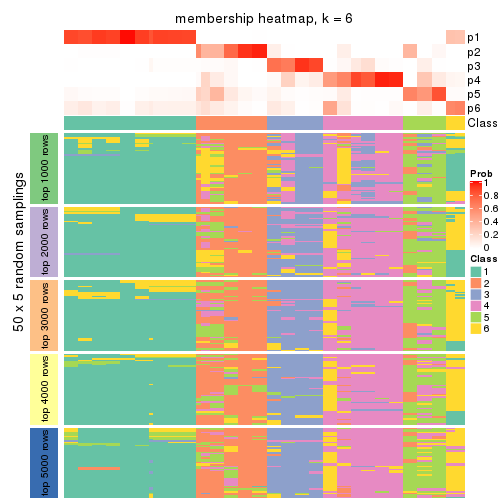 membership heatmap, k = 6
p1
p2
p3
p4
p5
p6
Class
50 x 5 random samplings
top 1000 rows
top 2000 rows
top 3000 rows
top 4000 rows
top 5000 rows
Prob
1
0.8
0.6
0.4
0.2
0
Class
1
2
3
4
5
6